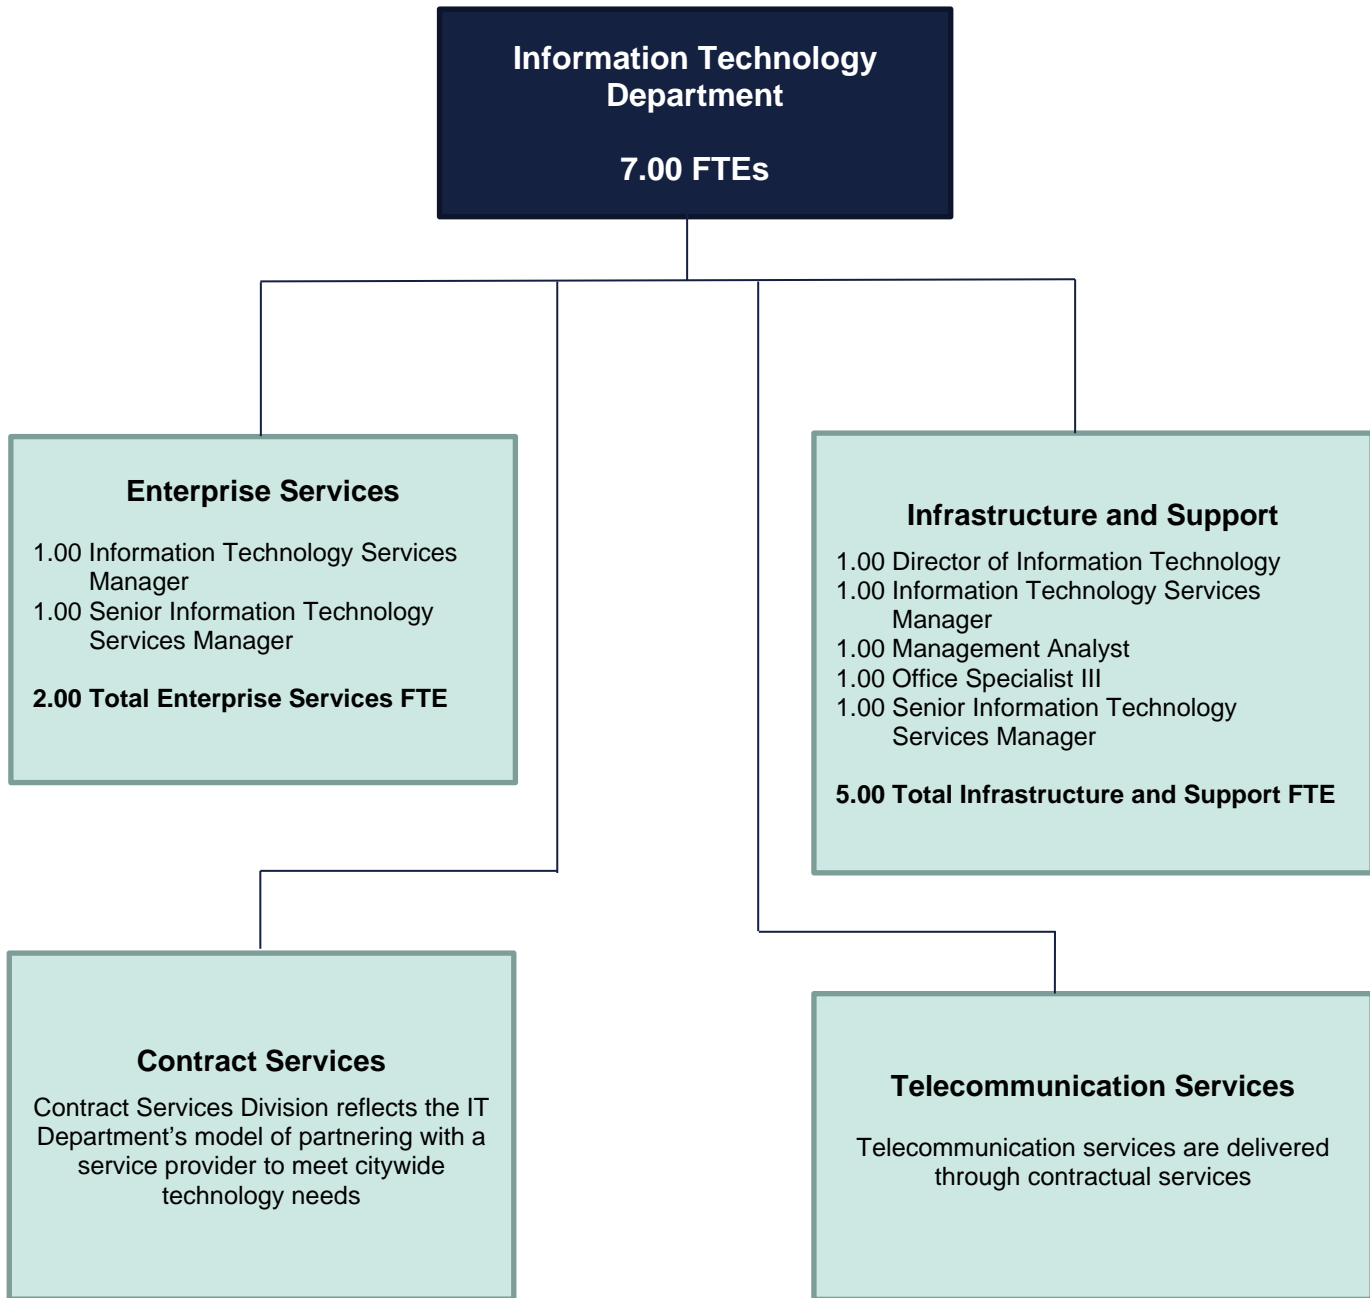 Information Technology
Department
7.00 FTEs
Enterprise Services
1.00 Information Technology Services
Manager
1.00 Senior Information Technology
Services Manager
2.00 Total Enterprise Services FTE
Infrastructure and Support
1.00 Director of Information Technology
1.00 Information Technology Services
Manager
1.00 Management Analyst
1.00 Office Specialist III
1.00 Senior Information Technology
Services Manager
5.00 Total Infrastructure and Support FTE
Contract Services
Contract Services Division reflects the IT
Department’s model of partnering with a
service provider to meet citywide
technology needs
Telecommunication Services
Telecommunication services are delivered
through contractual services